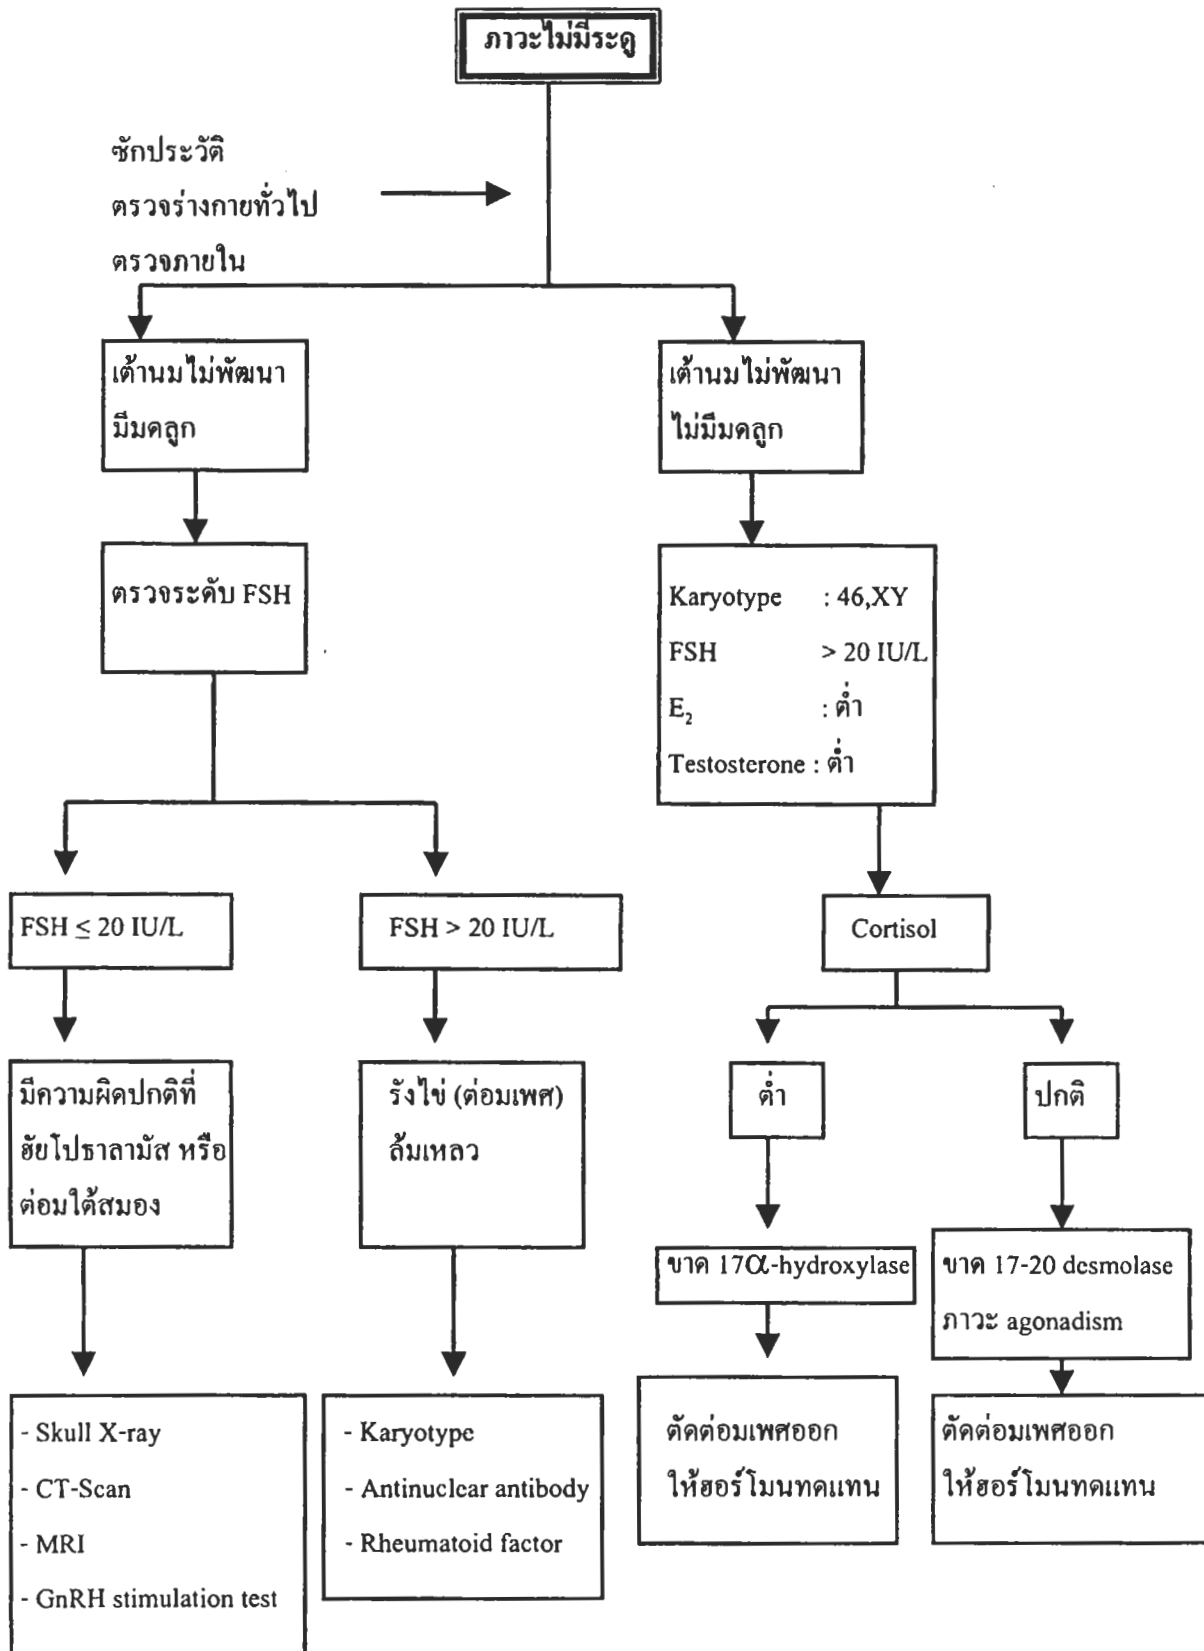 ภาวะไม่มีระดู
ซักประวัติ
ตรวจร่างกายทั่วไป
ตรวจภายใน
เต้านมไม่พัฒนา
มีมดลูก
เต้านมไม่พัฒนา
ไม่มีมดลูก
ตรวจระดับ FSH
Karyotype : 46,XY
FSH > 20 IU/L
E₂ : ต่ำ
Testosterone : ต่ำ
FSH ≤ 20 IU/L
FSH > 20 IU/L
Cortisol
มีความผิดปกติที่
ฮัยโปธาลามัส หรือ
ต่อมใต้สมอง
รังไข่ (ต่อมเพศ)
ล้มเหลว
ต่ำ
ปกติ
ขาด 17α-hydroxylase
ขาด 17-20 desmolase
ภาวะ agonadism
- Skull X-ray
- CT-Scan
- MRI
- GnRH stimulation test
- Karyotype
- Antinuclear antibody
- Rheumatoid factor
ตัดต่อมเพศออก
ให้ฮอร์โมนทดแทน
ตัดต่อมเพศออก
ให้ฮอร์โมนทดแทน